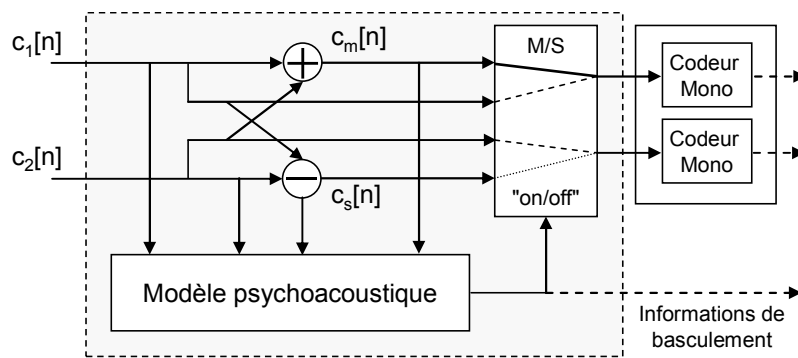 c1[n]
cm[n]
M/S
Codeur
Mono
c2[n]
cs[n]
"on/off"
Codeur
Mono
Modèle psychoacoustique
Informations de
basculement